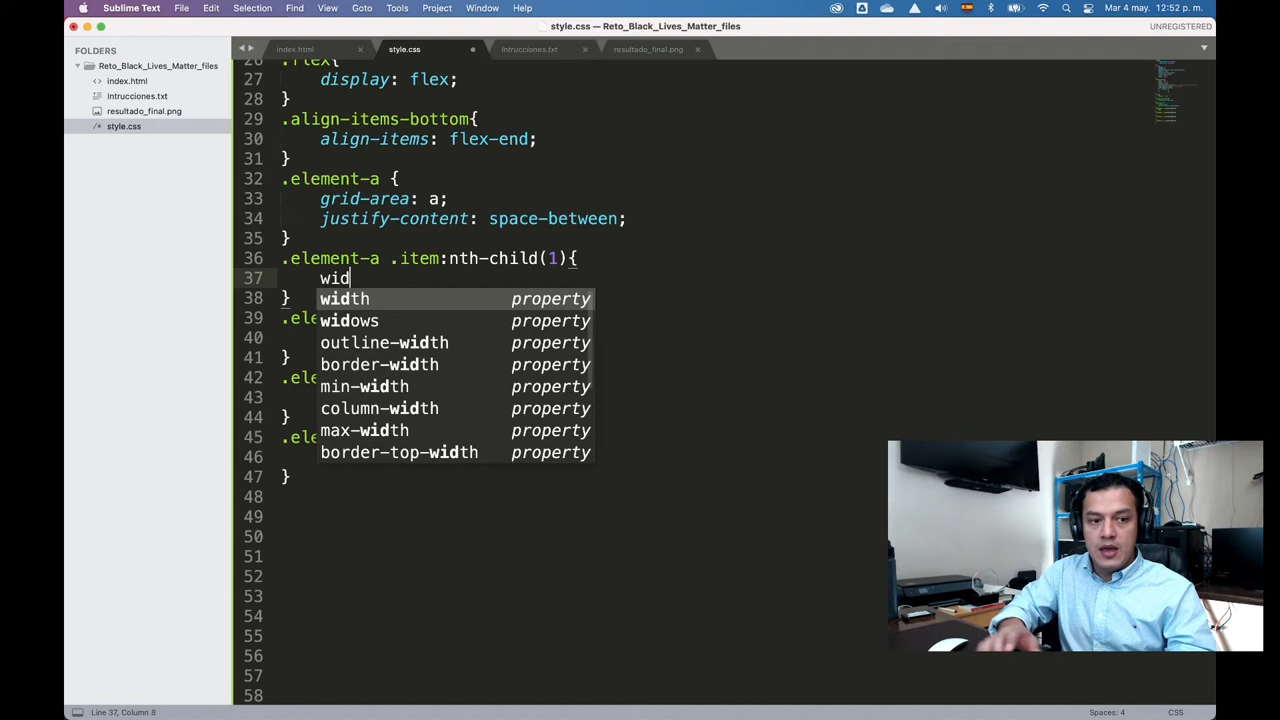 Sublime Text File Edit Selection Find View Goto Tools Project Window Help Mar 4 may. 12:52 p. m.
style.css — Reto_Black_Lives_Matter_files UNREGISTERED
FOLDERS
Reto_Black_Lives_Matter_files
index.html
Intrucciones.txt
resultado_final.png
style.css
index.html style.css Intrucciones.txt resultado_final.png
26 .flex{
27 display: flex;
28 }
29 .align-items-bottom{
30 align-items: flex-end;
31 }
32 .element-a {
33 grid-area: a;
34 justify-content: space-between;
35 }
36 .element-a .item:nth-child(1){
37 wid
38 }
39 .ele
40
41 }
42 .ele
43
44 }
45 .ele
46
47 }
48
49
50
51
52
53
54
55
56
57
58
width property
widows property
outline-width property
border-width property
min-width property
column-width property
max-width property
border-top-width property
Line 37, Column 8 Spaces: 4 CSS